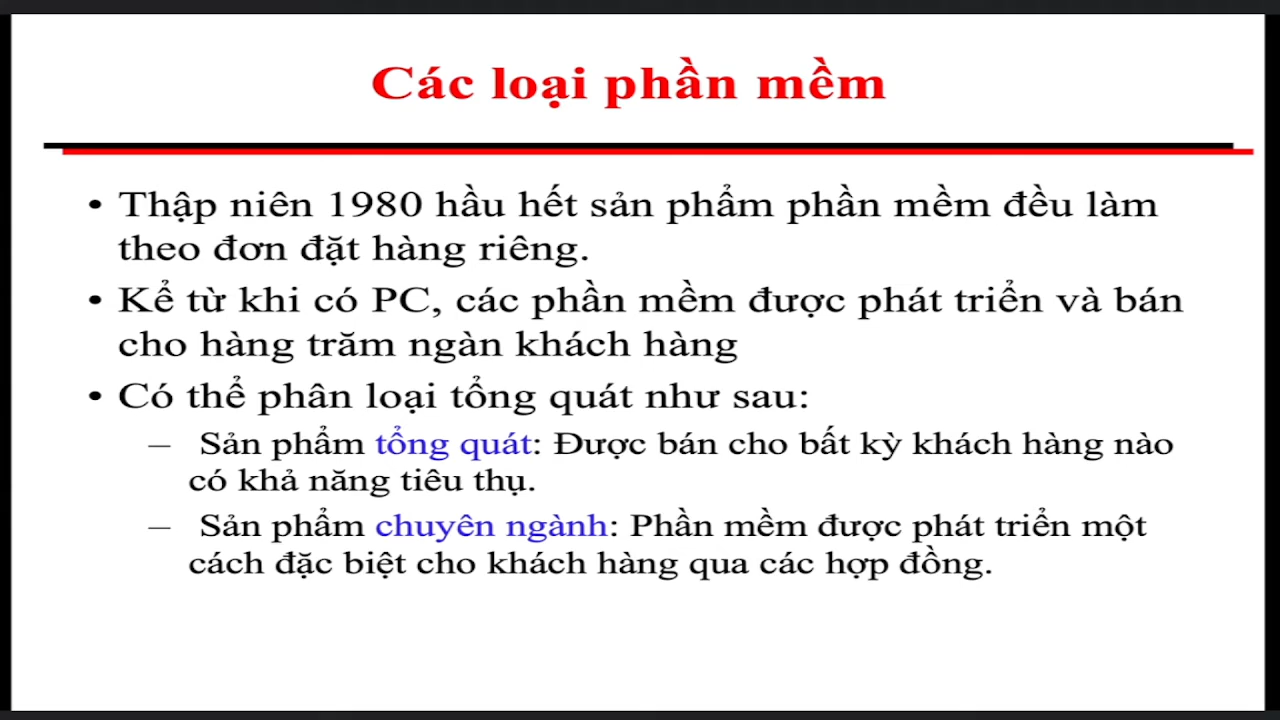 Các loại phần mềm
• Thập niên 1980 hầu hết sản phẩm phần mềm đều làm
theo đơn đặt hàng riêng.
• Kể từ khi có PC, các phần mềm được phát triển và bán
cho hàng trăm ngàn khách hàng
• Có thể phân loại tổng quát như sau:
– Sản phẩm tổng quát: Được bán cho bất kỳ khách hàng nào
có khả năng tiêu thụ.
– Sản phẩm chuyên ngành: Phần mềm được phát triển một
cách đặc biệt cho khách hàng qua các hợp đồng.